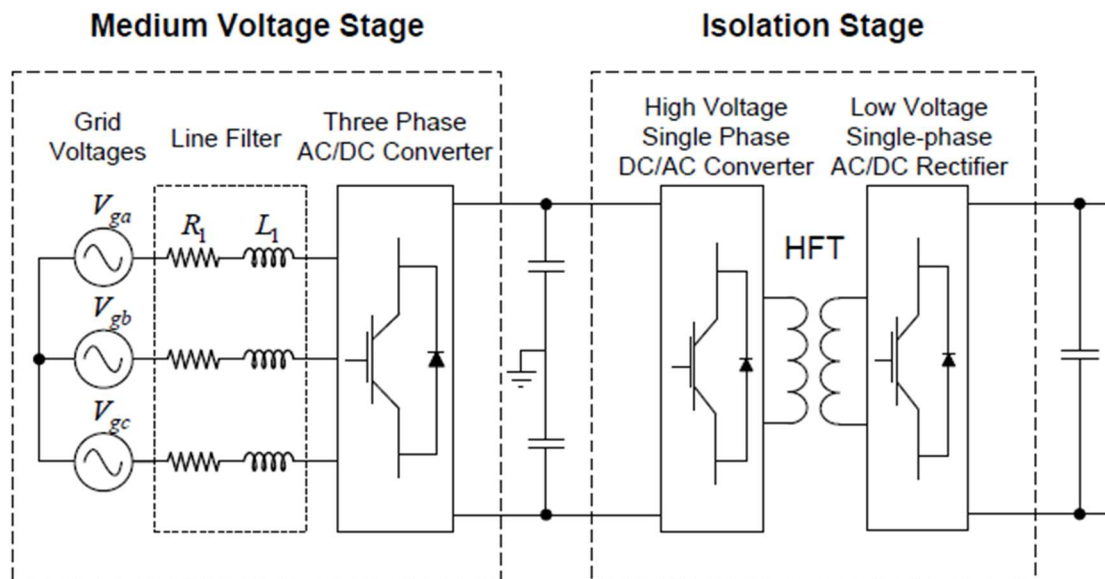 Medium Voltage Stage
Isolation Stage
Grid
Voltages
Line Filter
Three Phase
AC/DC Converter
High Voltage
Single Phase
DC/AC Converter
Low Voltage
Single-phase
AC/DC Rectifier
V_ga
R_1
L_1
HFT
V_gb
V_gc